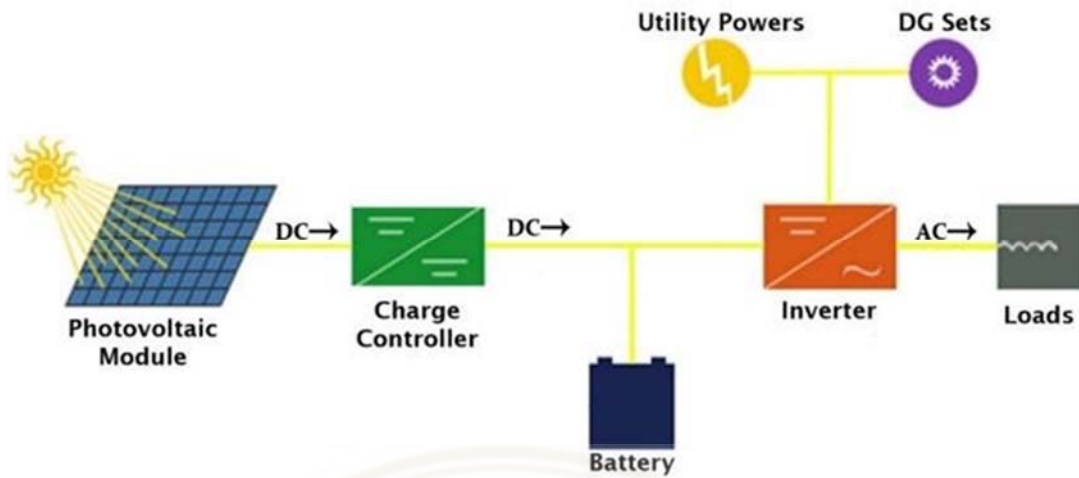 Utility Powers
DG Sets
DC→
DC→
AC→
Photovoltaic
Module
Charge
Controller
Inverter
Loads
Battery